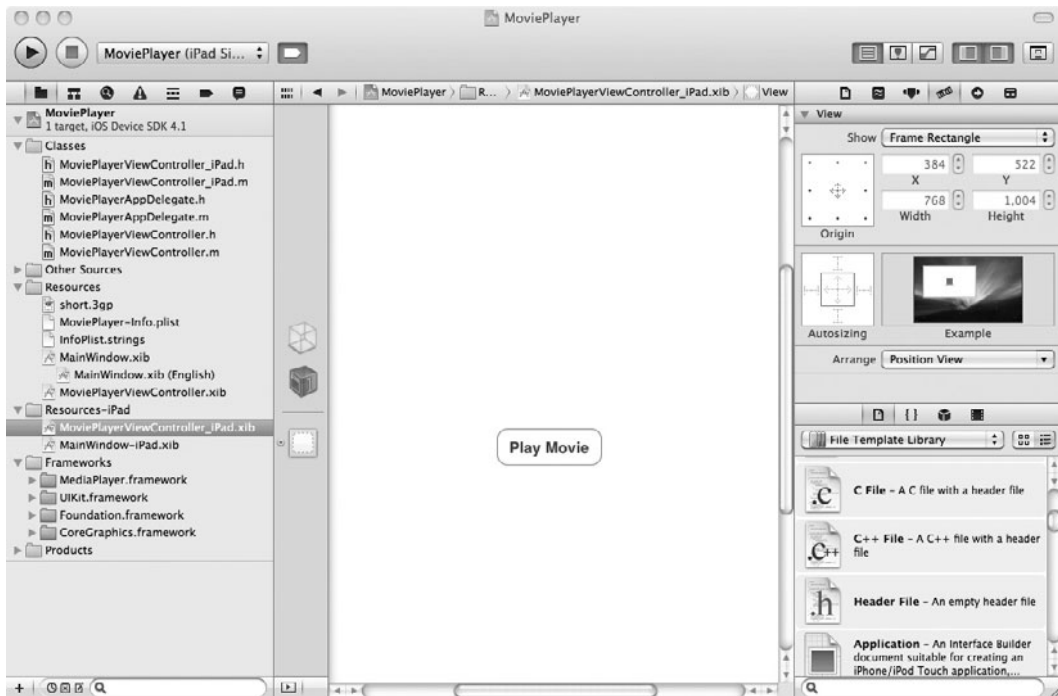 MoviePlayer
MoviePlayer (iPad Si...
MoviePlayer
R...
MoviePlayerViewController_iPad.xib
View
MoviePlayer
1 target, iOS Device SDK 4.1
Classes
h MoviePlayerViewController_iPad.h
m MoviePlayerViewController_iPad.m
h MoviePlayerAppDelegate.h
m MoviePlayerAppDelegate.m
h MoviePlayerViewController.h
m MoviePlayerViewController.m
Other Sources
Resources
short.3gp
MoviePlayer-Info.plist
InfoPlist.strings
MainWindow.xib
MainWindow.xib (English)
MoviePlayerViewController.xib
Resources-iPad
MoviePlayerViewController_iPad.xib
MainWindow-iPad.xib
Frameworks
MediaPlayer.framework
UIKit.framework
Foundation.framework
CoreGraphics.framework
Products
Play Movie
View
Show Frame Rectangle
384 522
X Y
768 1,004
Width Height
Origin
Autosizing Example
Arrange Position View
{}
File Template Library
.c
C File - A C file with a header file
.C++
C++ File - A C++ file with a header
file
.h
Header File - An empty header file
Application - An Interface Builder
document suitable for creating an
iPhone/iPod Touch application,...